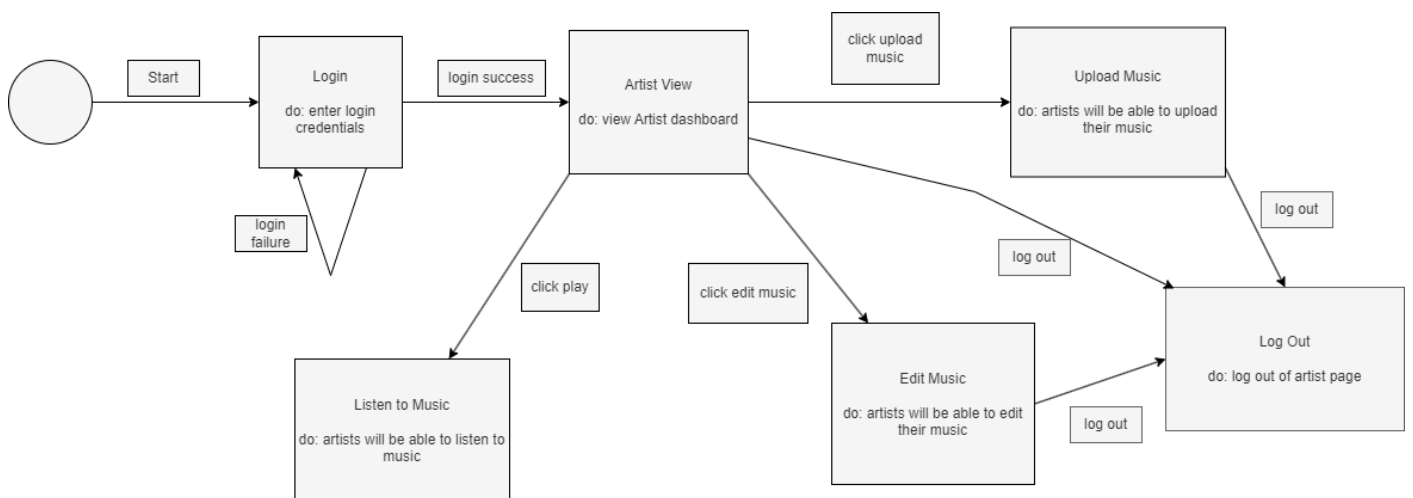 Start
Login
do: enter login
credentials
login success
login
failure
Artist View
do: view Artist dashboard
click upload
music
Upload Music
do: artists will be able to upload
their music
log out
log out
click play
click edit music
Listen to Music
do: artists will be able to listen to
music
Edit Music
do: artists will be able to edit
their music
log out
Log Out
do: log out of artist page